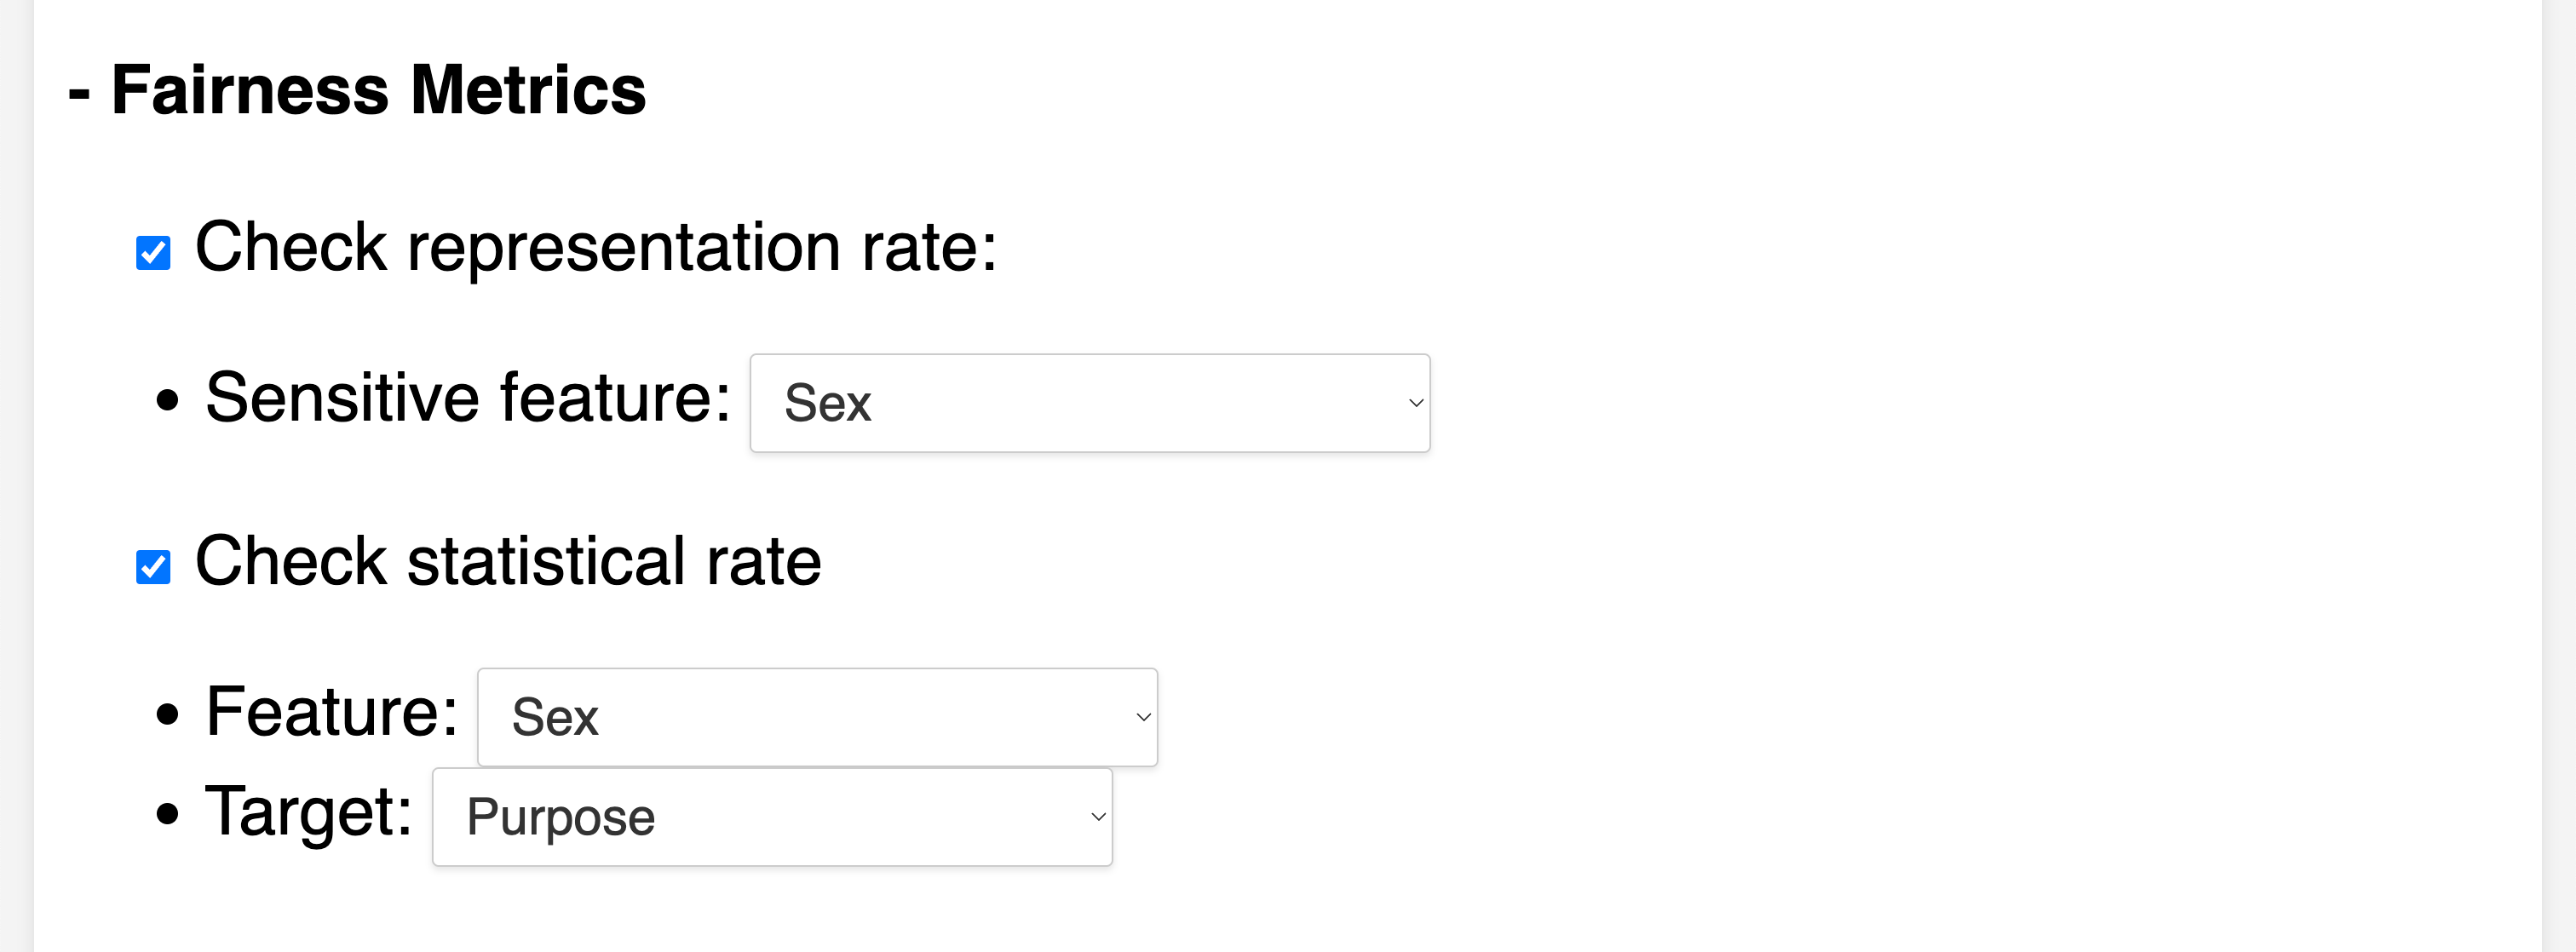 - Fairness Metrics
Check representation rate:
• Sensitive feature: Sex
Check statistical rate
• Feature: Sex
• Target: Purpose